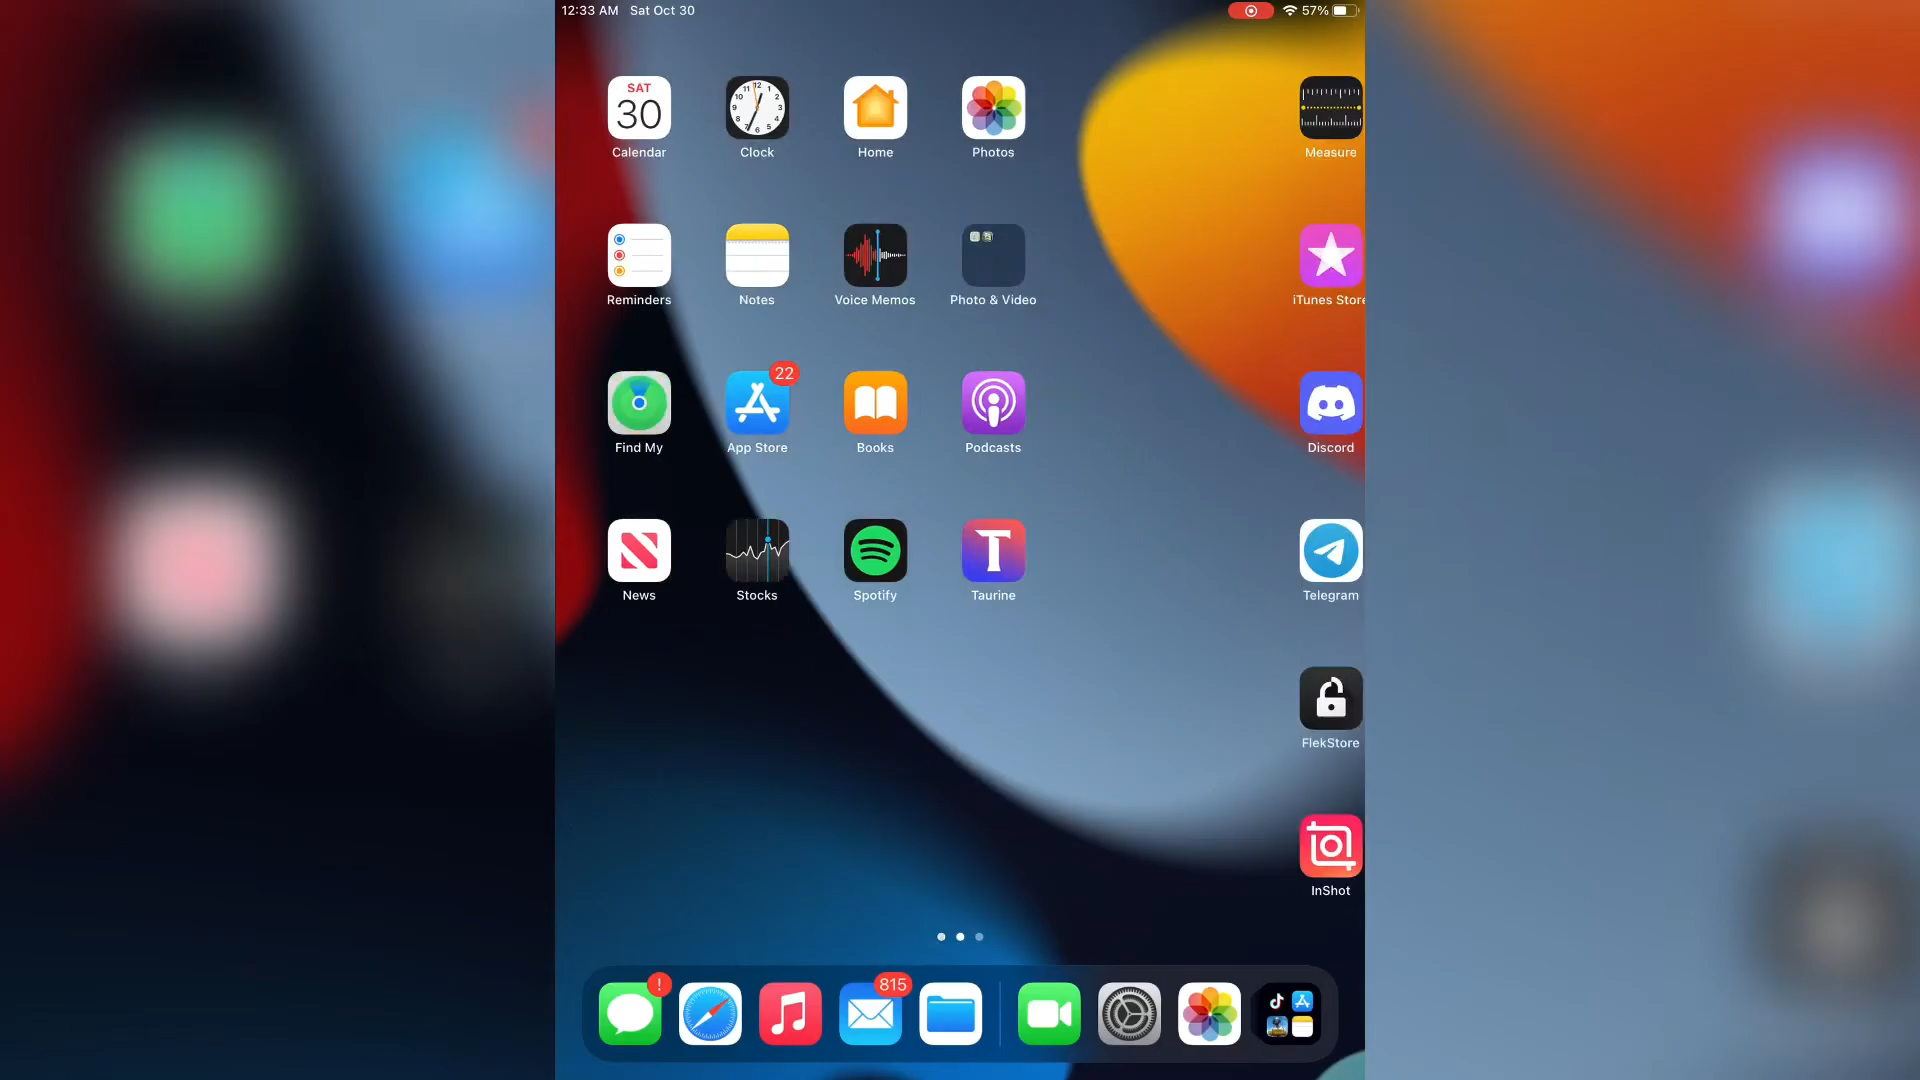 12:33 AM Sat Oct 30
57%
SAT
30
Calendar
Clock
Home
Photos
Measure
Reminders
Notes
Voice Memos
Photo & Video
iTunes Store
22
Find My
App Store
Books
Podcasts
Discord
News
Stocks
Spotify
T
Taurine
Telegram
FlekStore
InShot
!
815